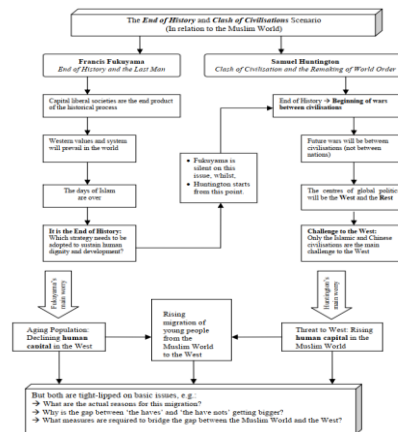 The End of History and Clash of Civilisations Scenario
(In relation to the Muslim World)
Francis Fukuyama
End of History and the Last Man
Samuel Huntington
Clash of Civilization and the Remaking of World Order
Capital liberal societies are the end product
of the historical process
End of History → Beginning of wars
between civilisations
Western values and system
will prevail in the world
• Fukuyama is
silent on this
issue, whilst,
• Huntington starts
from this point.
Future wars will be between
civilisations (not between
nations)
The days of Islam
are over
The centres of global politics
will be the West and the Rest
It is the End of History:
Which strategy needs to be
adopted to sustain human
dignity and development?
Challenge to the West:
Only the Islamic and Chinese
civilisations are the main
challenge to the West
Fukuyama's
main worry
Huntington's
main worry
Aging Population:
Declining human
capital in the West
Rising
migration of
young people
from the
Muslim World
to the West
Threat to West: Rising
human capital in the
Muslim World
But both are tight-lipped on basic issues, e.g.:
→ What are the actual reasons for this migration?
→ Why is the gap between 'the haves' and 'the have nots' getting bigger?
→ What measures are required to bridge the gap between the Muslim World and the West?